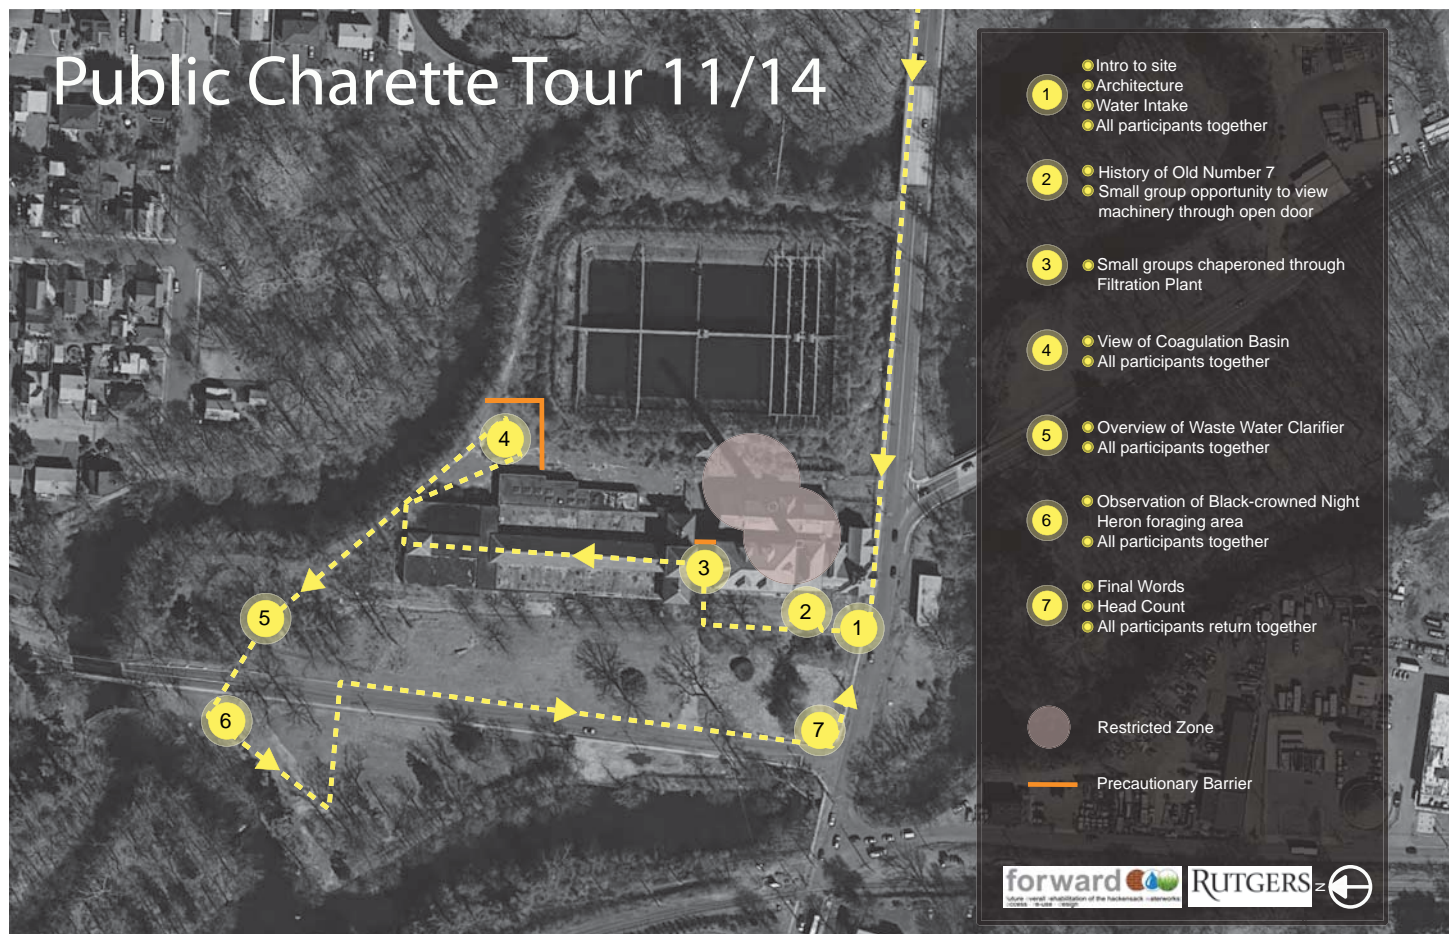 Public Charette Tour 11/14
1
Intro to site
Architecture
Water Intake
All participants together
2
History of Old Number 7
Small group opportunity to view
machinery through open door
3
Small groups chaperoned through
Filtration Plant
4
View of Coagulation Basin
All participants together
5
Overview of Waste Water Clarifier
All participants together
6
Observation of Black-crowned Night
Heron foraging area
All participants together
7
Final Words
Head Count
All participants return together
Restricted Zone
Precautionary Barrier
4
3
5
2
1
6
7
forward
RUTGERS
N